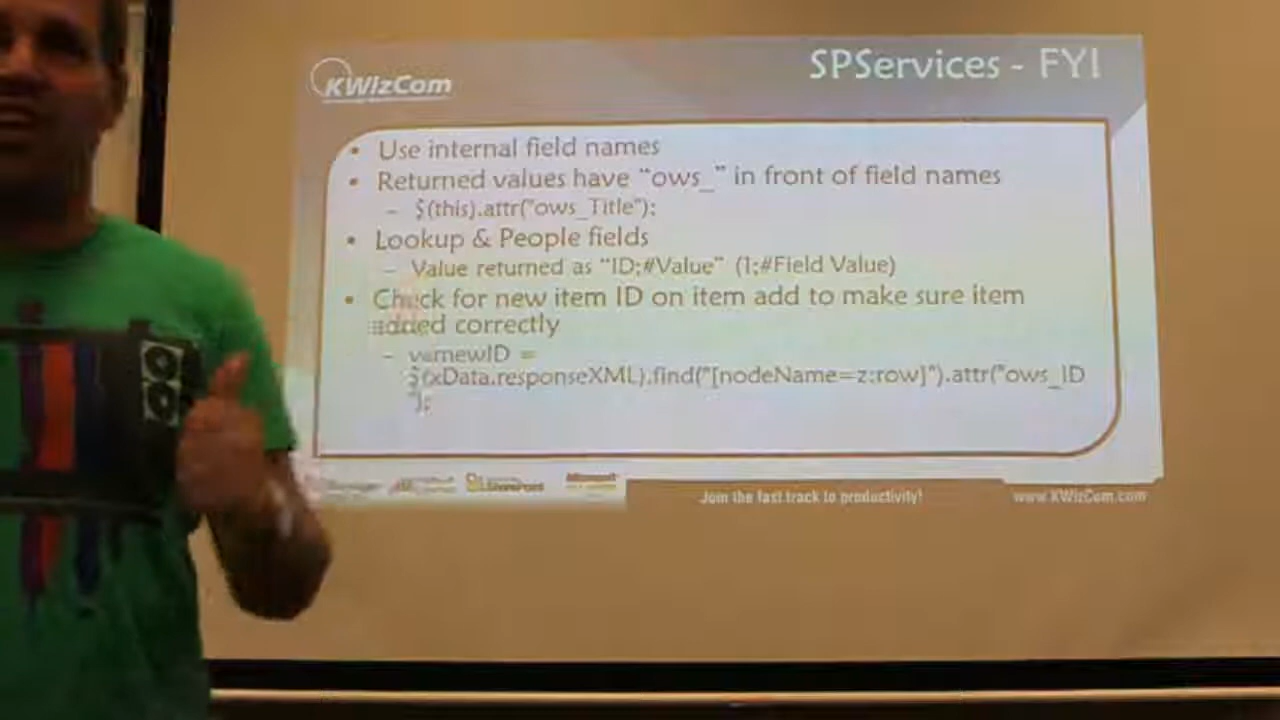 KWizCom
SPServices - FYI
• Use internal field names
• Returned values have "ows_" in front of field names
– $(this).attr("ows_Title");
• Lookup & People fields
– Value returned as "ID;#Value" (1;#Field Value)
• Check for new item ID on item add to make sure item
added correctly
– var newID =
$(xData.responseXML).find("[nodeName=z:row]").attr("ows_ID
");
Microsoft
Join the fast track to productivity!
www.KWizCom.com